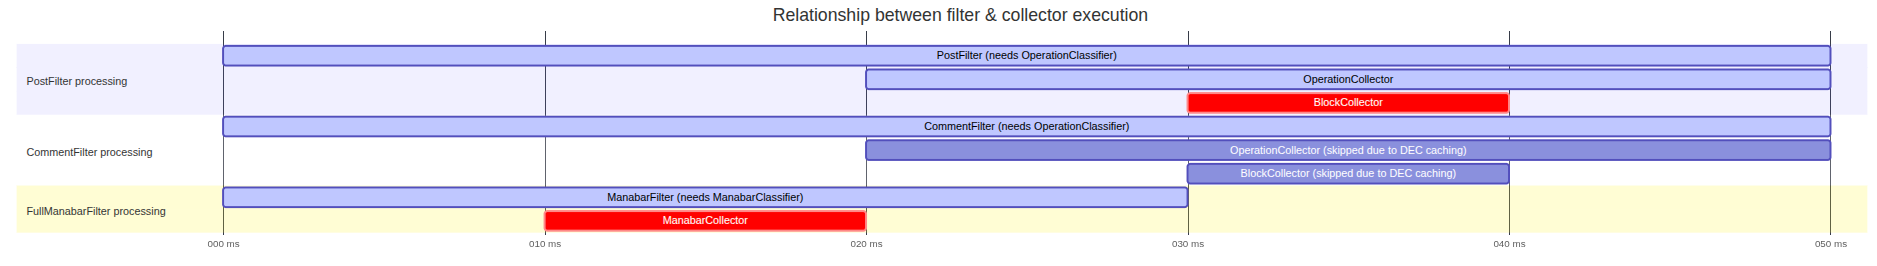 Relationship between filter & collector execution
PostFilter (needs OperationClassifier)
OperationCollector
PostFilter processing
BlockCollector
CommentFilter (needs OperationClassifier)
OperationCollector (skipped due to DEC caching)
CommentFilter processing
BlockCollector (skipped due to DEC caching)
ManabarFilter (needs ManabarClassifier)
FullManabarFilter processing
ManabarCollector
000 ms 010 ms 020 ms 030 ms 040 ms 050 ms